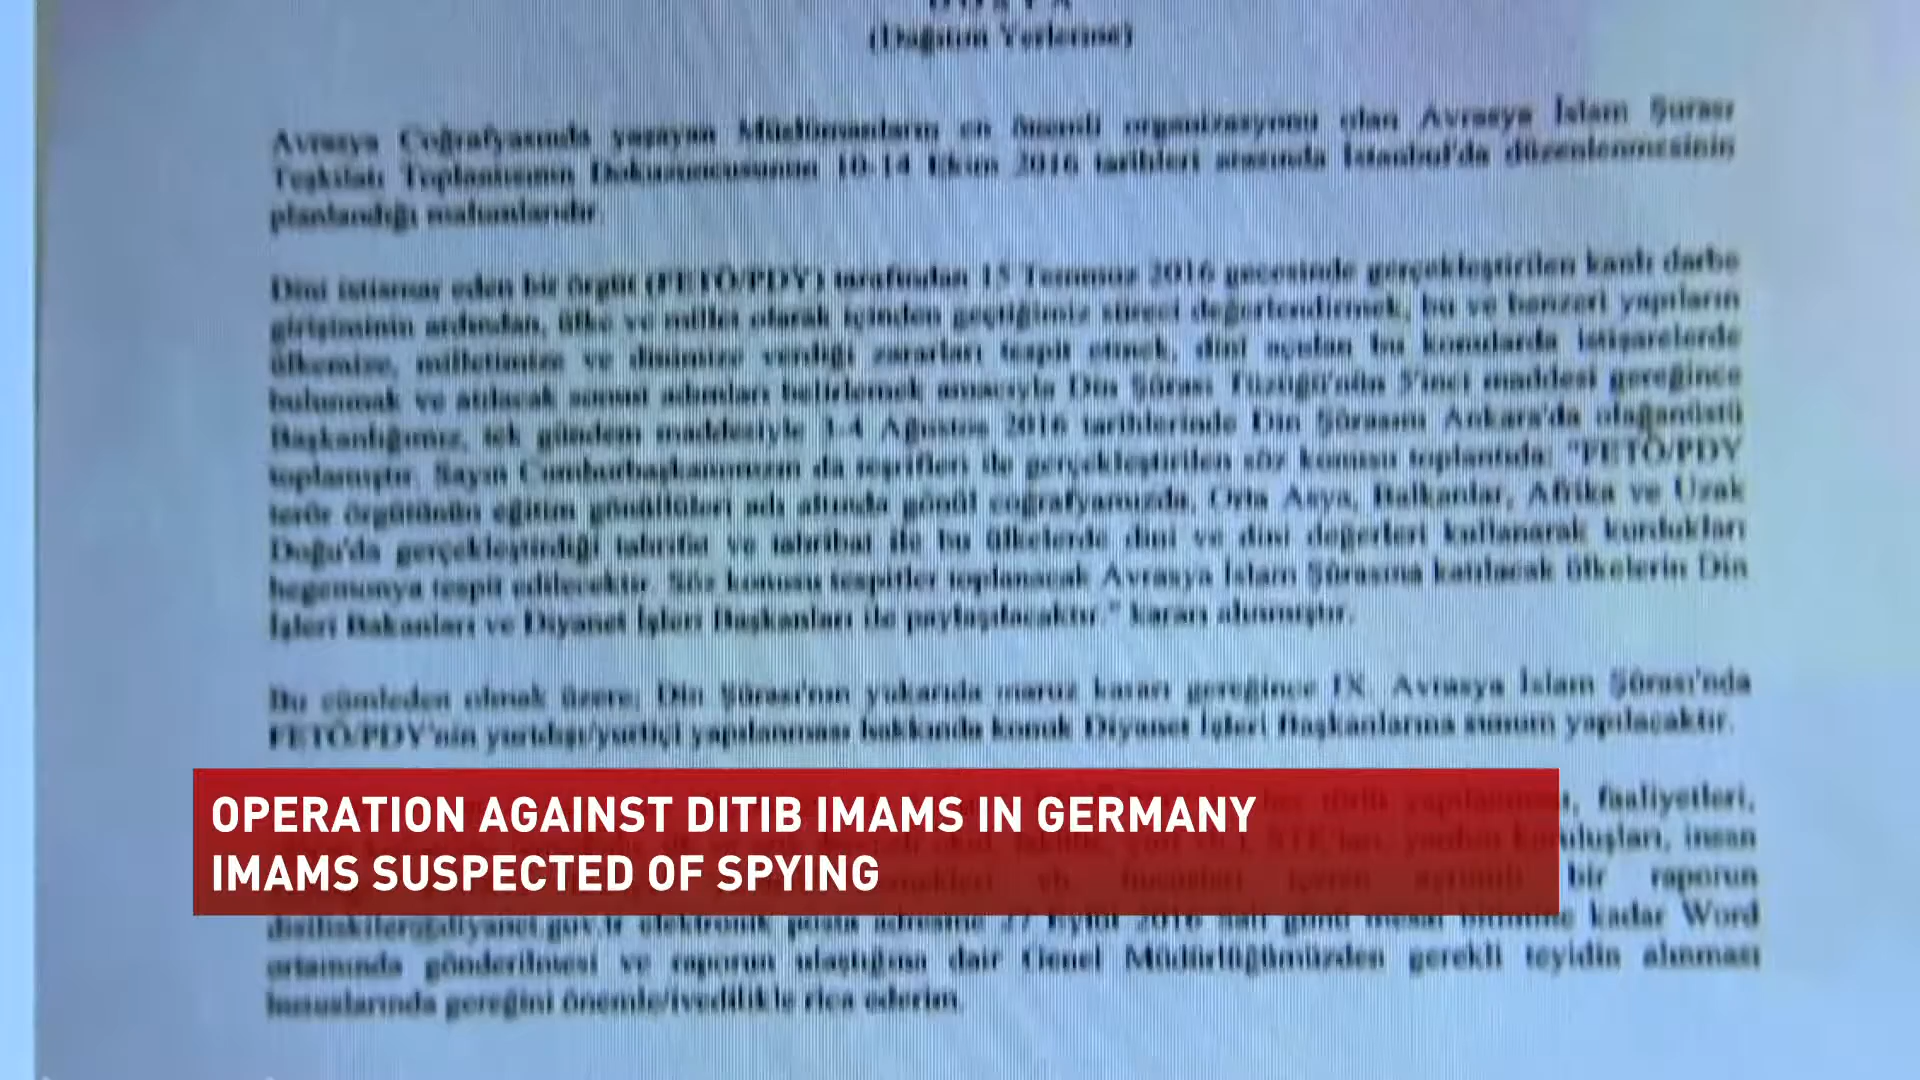 DOSYA
(Dağıtım Yerlerine)
Avrasya Coğrafyasında yaşayan Müslümanların en önemli organizasyonu olan Avrasya İslam Şurası
Teşkilatı Toplantısının Dokuzuncusunun 10-14 Ekim 2016 tarihleri arasında İstanbul'da düzenlenmesinin
planlandığı malumlarıdır.
Dini istismar eden bir örgüt (FETÖ/PDY) tarafından 15 Temmuz 2016 gecesinde gerçekleştirilen kanlı darbe
girişiminin ardından, ülke ve millet olarak içinden geçtiğimiz süreci değerlendirmek, bu ve benzeri yapıların
ülkemize, milletimize ve dinimize verdiği zararları tespit etmek, dini açıdan bu konularda istişarelerde
bulunmak ve atılacak somut adımları belirlemek amacıyla Din Şûrası Tüzüğü'nün 5'inci maddesi gereğince
Başkanlığımız, tek gündem maddesiyle 3-4 Ağustos 2016 tarihlerinde Din Şûrasını Ankara'da olağanüstü
toplamıştır. Sayın Cumhurbaşkanımızın da teşrifleri ile gerçekleştirilen söz konusu toplantıda; "FETÖ/PDY
terör örgütünün eğitim gönüllüleri adı altında gönül coğrafyamızda, Orta Asya, Balkanlar, Afrika ve Uzak
Doğu'da gerçekleştirdiği tahrifat ve tahribat ile bu ülkelerde dini ve dini değerleri kullanarak kurdukları
hegemonya tespit edilecektir. Söz konusu tespitler toplanacak Avrasya İslam Şûrasına katılacak ülkelerin Din
İşleri Bakanları ve Diyanet İşleri Başkanları ile paylaşılacaktır." kararı alınmıştır.
Bu cümleden olmak üzere; Din Şûrası'nın yukarıda maruz kararı gereğince IX. Avrasya İslam Şûrası'nda
FETÖ/PDY'nin yurtdışı/yurtiçi yapılanması hakkında konuk Diyanet İşleri Başkanlarına sunum yapılacaktır.
her türlü yapılanması, faaliyetleri,
yardım kuruluşları, insan
vb. hususları içeren ayrıntılı bir raporun
OPERATION AGAINST DITIB IMAMS IN GERMANY
IMAMS SUSPECTED OF SPYING
disiliskiler@diyanet.gov.tr elektronik posta adresine 27 Eylül 2016 Salı günü mesai bitimine kadar Word
ortamında gönderilmesi ve raporun ulaştığına dair Genel Müdürlüğümüzden gerekli teyidin alınması
hususlarında gereğini önemle/ivedilikle rica ederim.